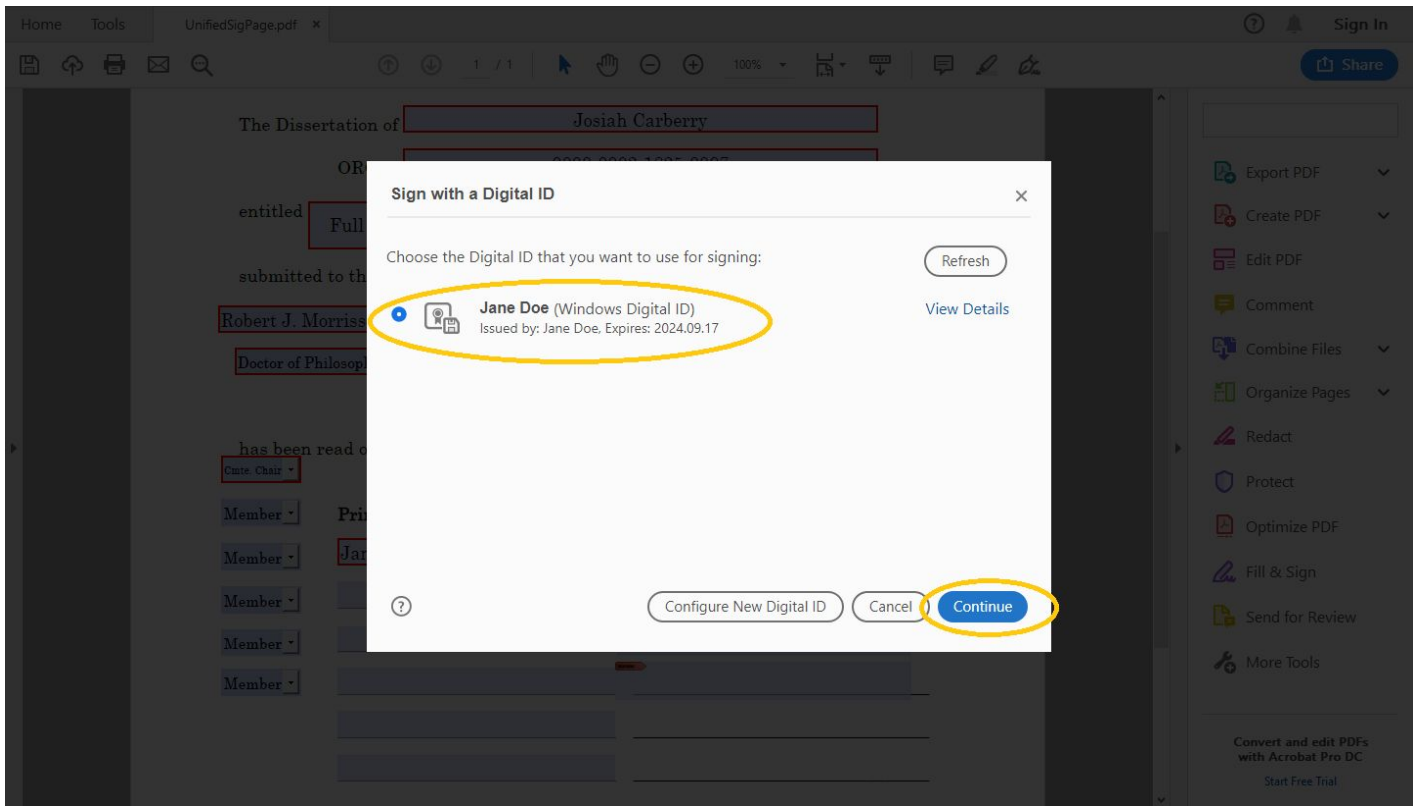 Home Tools UnifiedSigPage.pdf × Sign In
1 / 1 100% Share
The Dissertation of Josiah Carberry
entitled Full
submitted to th
Robert J. Morriss
Doctor of Philosop
has been read o
Cmte. Chair
Member Pri
Member Jan
Member
Member
Member
Sign with a Digital ID
Choose the Digital ID that you want to use for signing: Refresh
Jane Doe (Windows Digital ID) View Details
Issued by: Jane Doe, Expires: 2024.09.17
Configure New Digital ID Cancel Continue
Export PDF
Create PDF
Edit PDF
Comment
Combine Files
Organize Pages
Redact
Protect
Optimize PDF
Fill & Sign
Send for Review
More Tools
Convert and edit PDFs
with Acrobat Pro DC
Start Free Trial